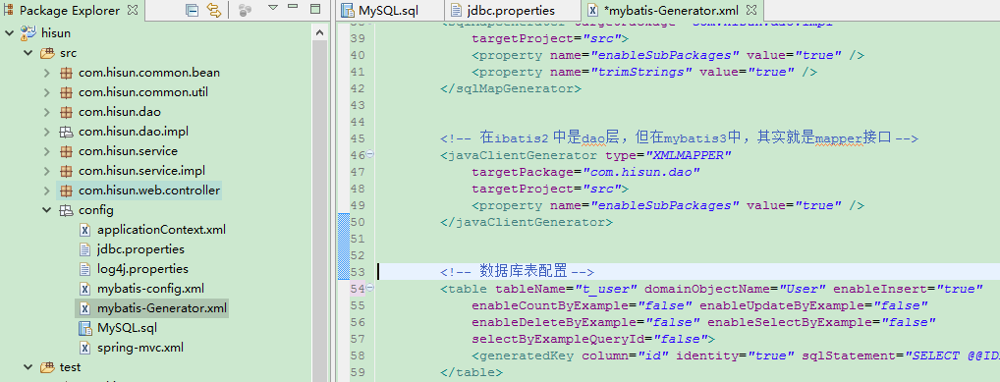 Package Explorer
hisun
src
com.hisun.common.bean
com.hisun.common.util
com.hisun.dao
com.hisun.dao.impl
com.hisun.service
com.hisun.service.impl
com.hisun.web.controller
config
applicationContext.xml
jdbc.properties
log4j.properties
mybatis-config.xml
mybatis-Generator.xml
MySQL.sql
spring-mvc.xml
test
MySQL.sql
jdbc.properties
*mybatis-Generator.xml
39 targetProject="src">
40 <property name="enableSubPackages" value="true" />
41 <property name="trimStrings" value="true" />
42 </sqlMapGenerator>
43
44
45 <!-- 在ibatis2 中是dao层，但在mybatis3中，其实就是mapper接口 -->
46 <javaClientGenerator type="XMLMAPPER"
47 targetPackage="com.hisun.dao"
48 targetProject="src">
49 <property name="enableSubPackages" value="true" />
50 </javaClientGenerator>
51
52
53 <!-- 数据库表配置 -->
54 <table tableName="t_user" domainObjectName="User" enableInsert="true"
55 enableCountByExample="false" enableUpdateByExample="false"
56 enableDeleteByExample="false" enableSelectByExample="false"
57 selectByExampleQueryId="false">
58 <generatedKey column="id" identity="true" sqlStatement="SELECT @@ID
59 </table>